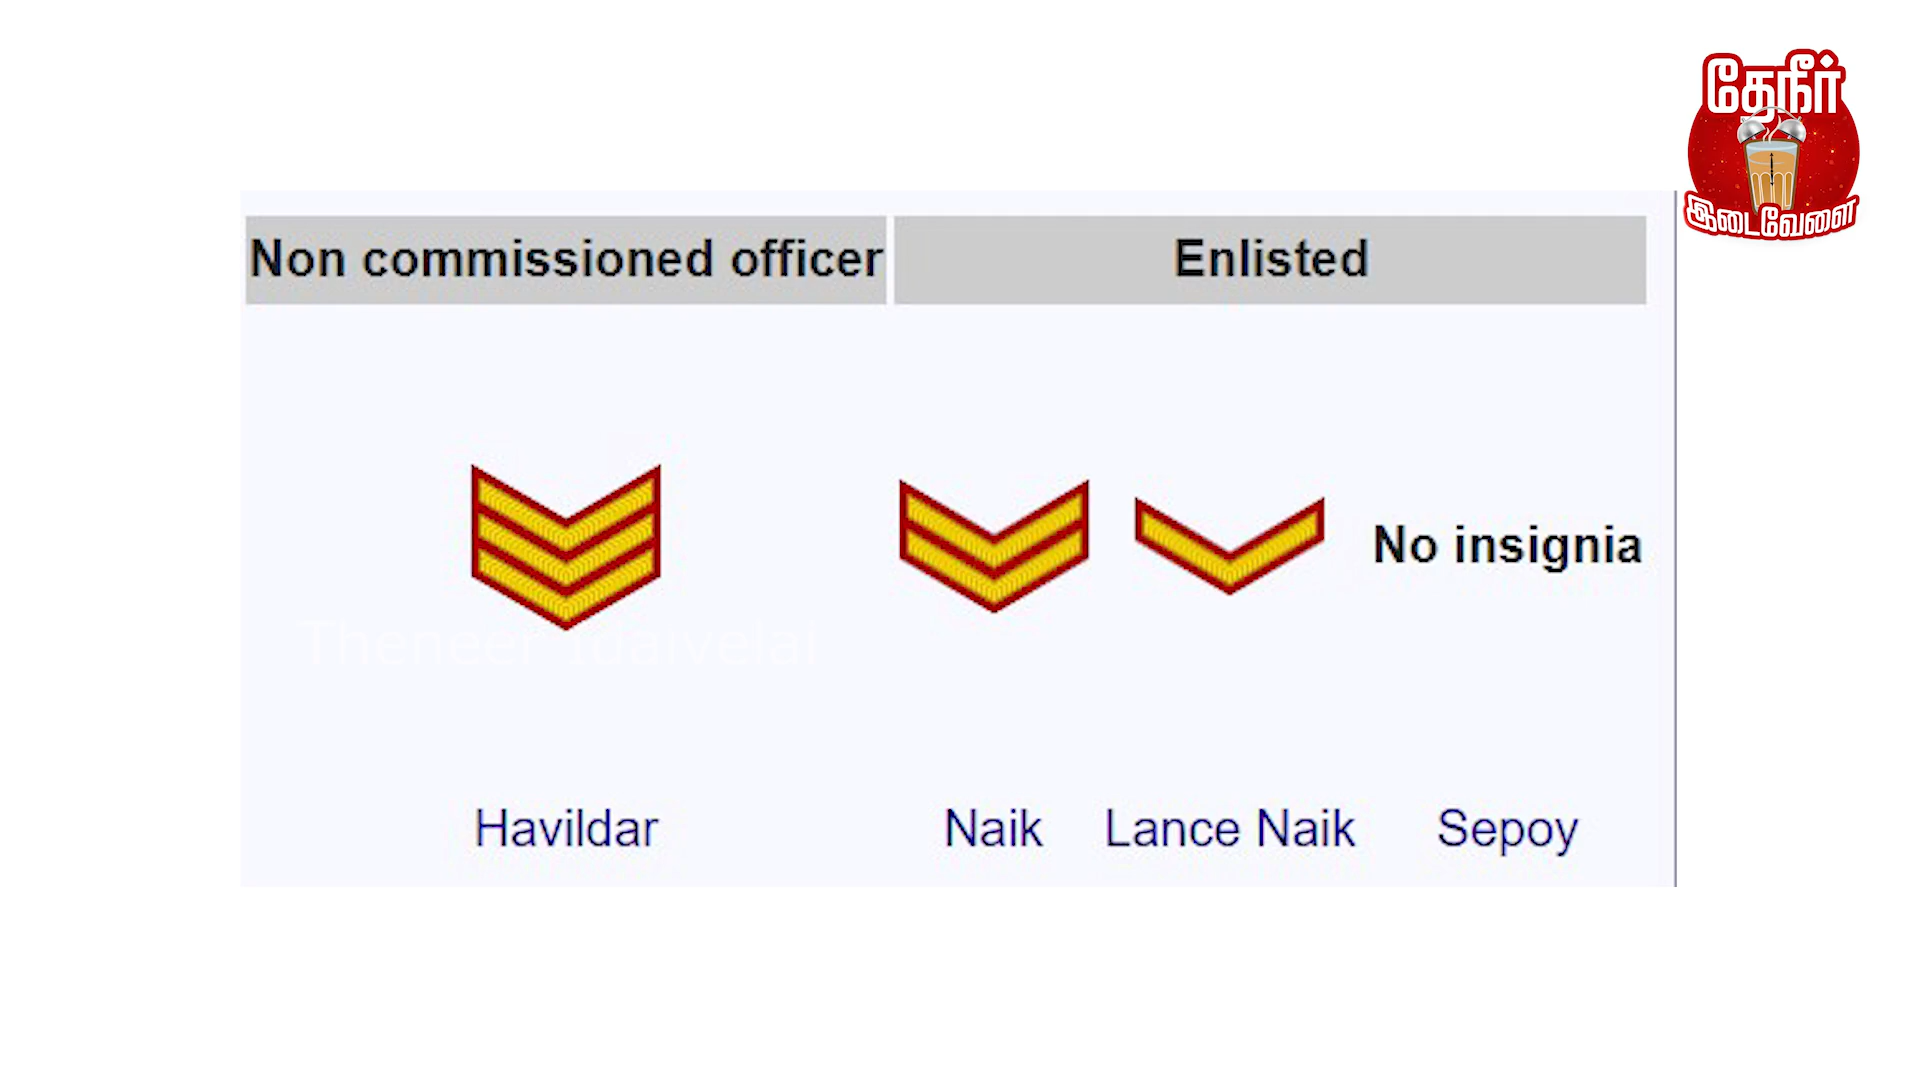 தேநீர்
இடைவேளை
Non commissioned officer
Enlisted
No insignia
Theneer Idaivelai
Havildar
Naik
Lance Naik
Sepoy